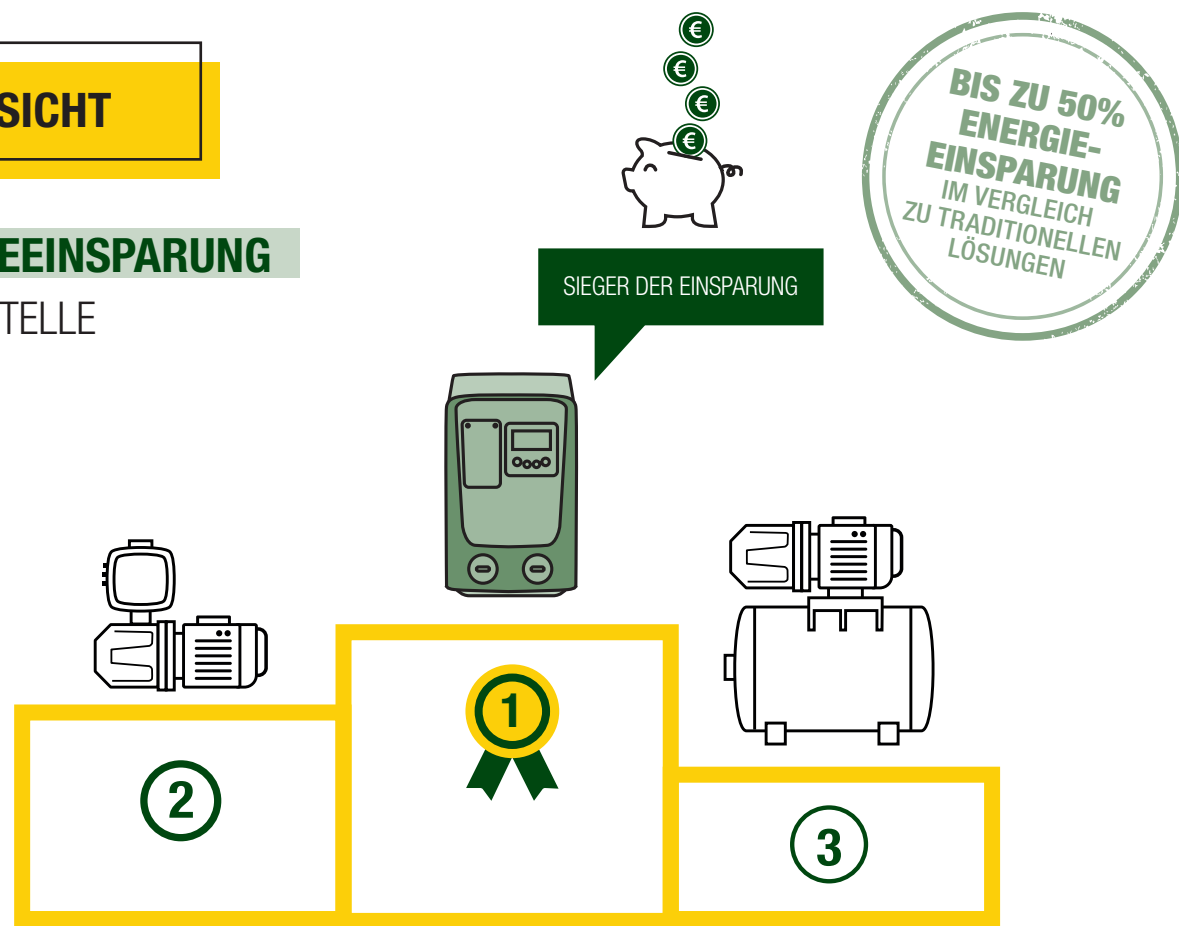 SICHT
EEINSPARUNG
TELLE
€
€
€
€
SIEGER DER EINSPARUNG
BIS ZU 50%
ENERGIE-
EINSPARUNG
IM VERGLEICH
ZU TRADITIONELLEN
LÖSUNGEN
1
2
3